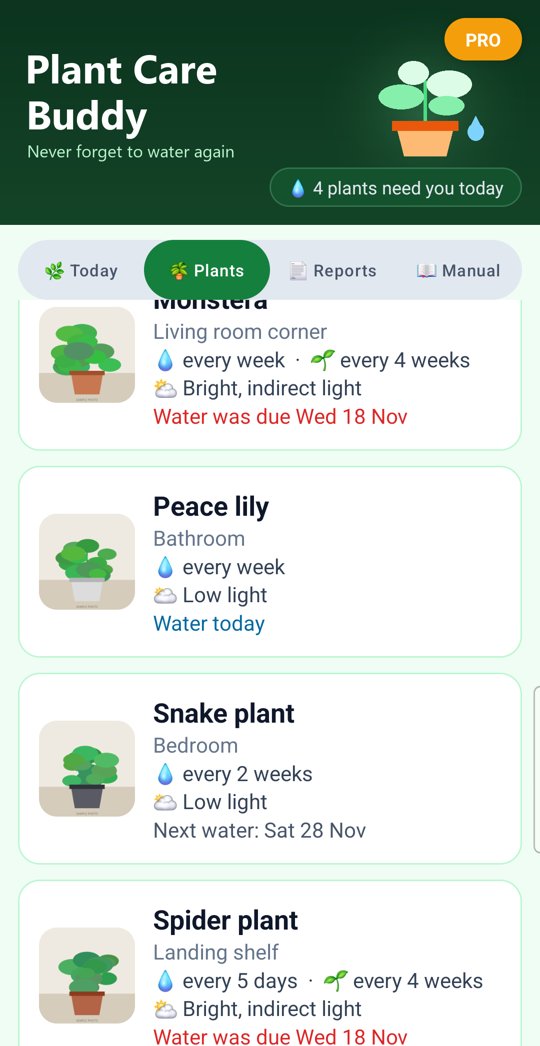 PRO
Plant Care
Buddy
Never forget to water again
4 plants need you today
Today
Plants
Reports
Manual
Monstera
Living room corner
every week · every 4 weeks
Bright, indirect light
Water was due Wed 18 Nov
Peace lily
Bathroom
every week
Low light
Water today
Snake plant
Bedroom
every 2 weeks
Low light
Next water: Sat 28 Nov
Spider plant
Landing shelf
every 5 days · every 4 weeks
Bright, indirect light
Water was due Wed 18 Nov